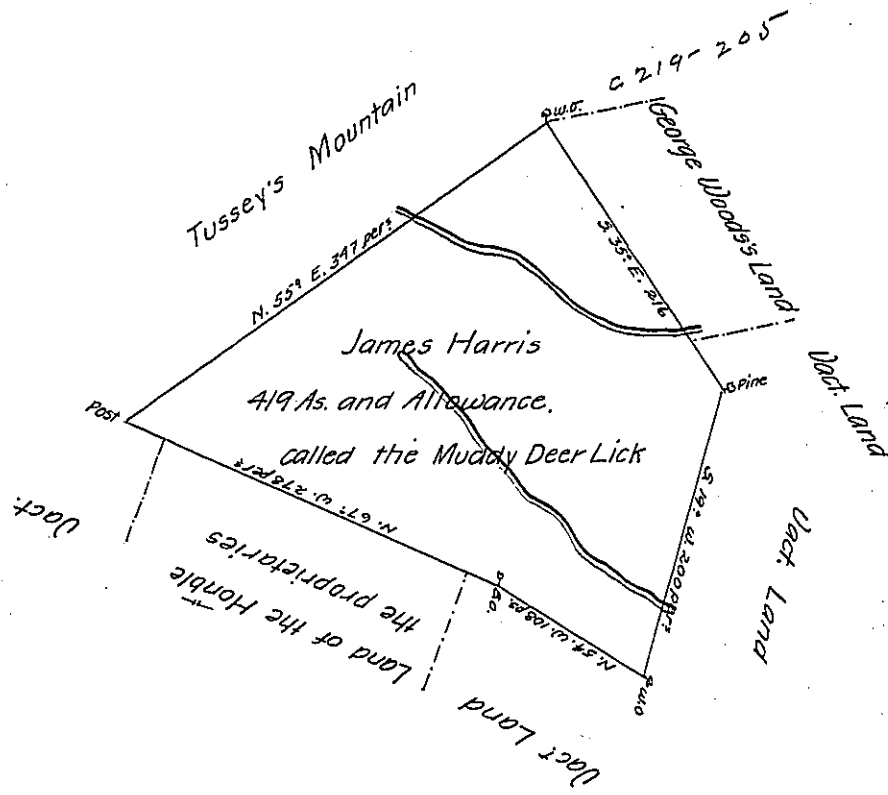 C 219-205
W.O.
Tussey's Mountain
George Woods's Land
N. 55° E. 347 pers
S. 35° E. 216
James Harris
419 As. and Allowance.
called the Muddy Deer Lick
Pine
Vact. Land
Post
S. 19° W. 200 pers
Vact. Land
N. 67° W. 278 pers
Vact.
Land of the Honble
the proprietaries
B.O.
W. 108 ps.
W.O
Vact Land